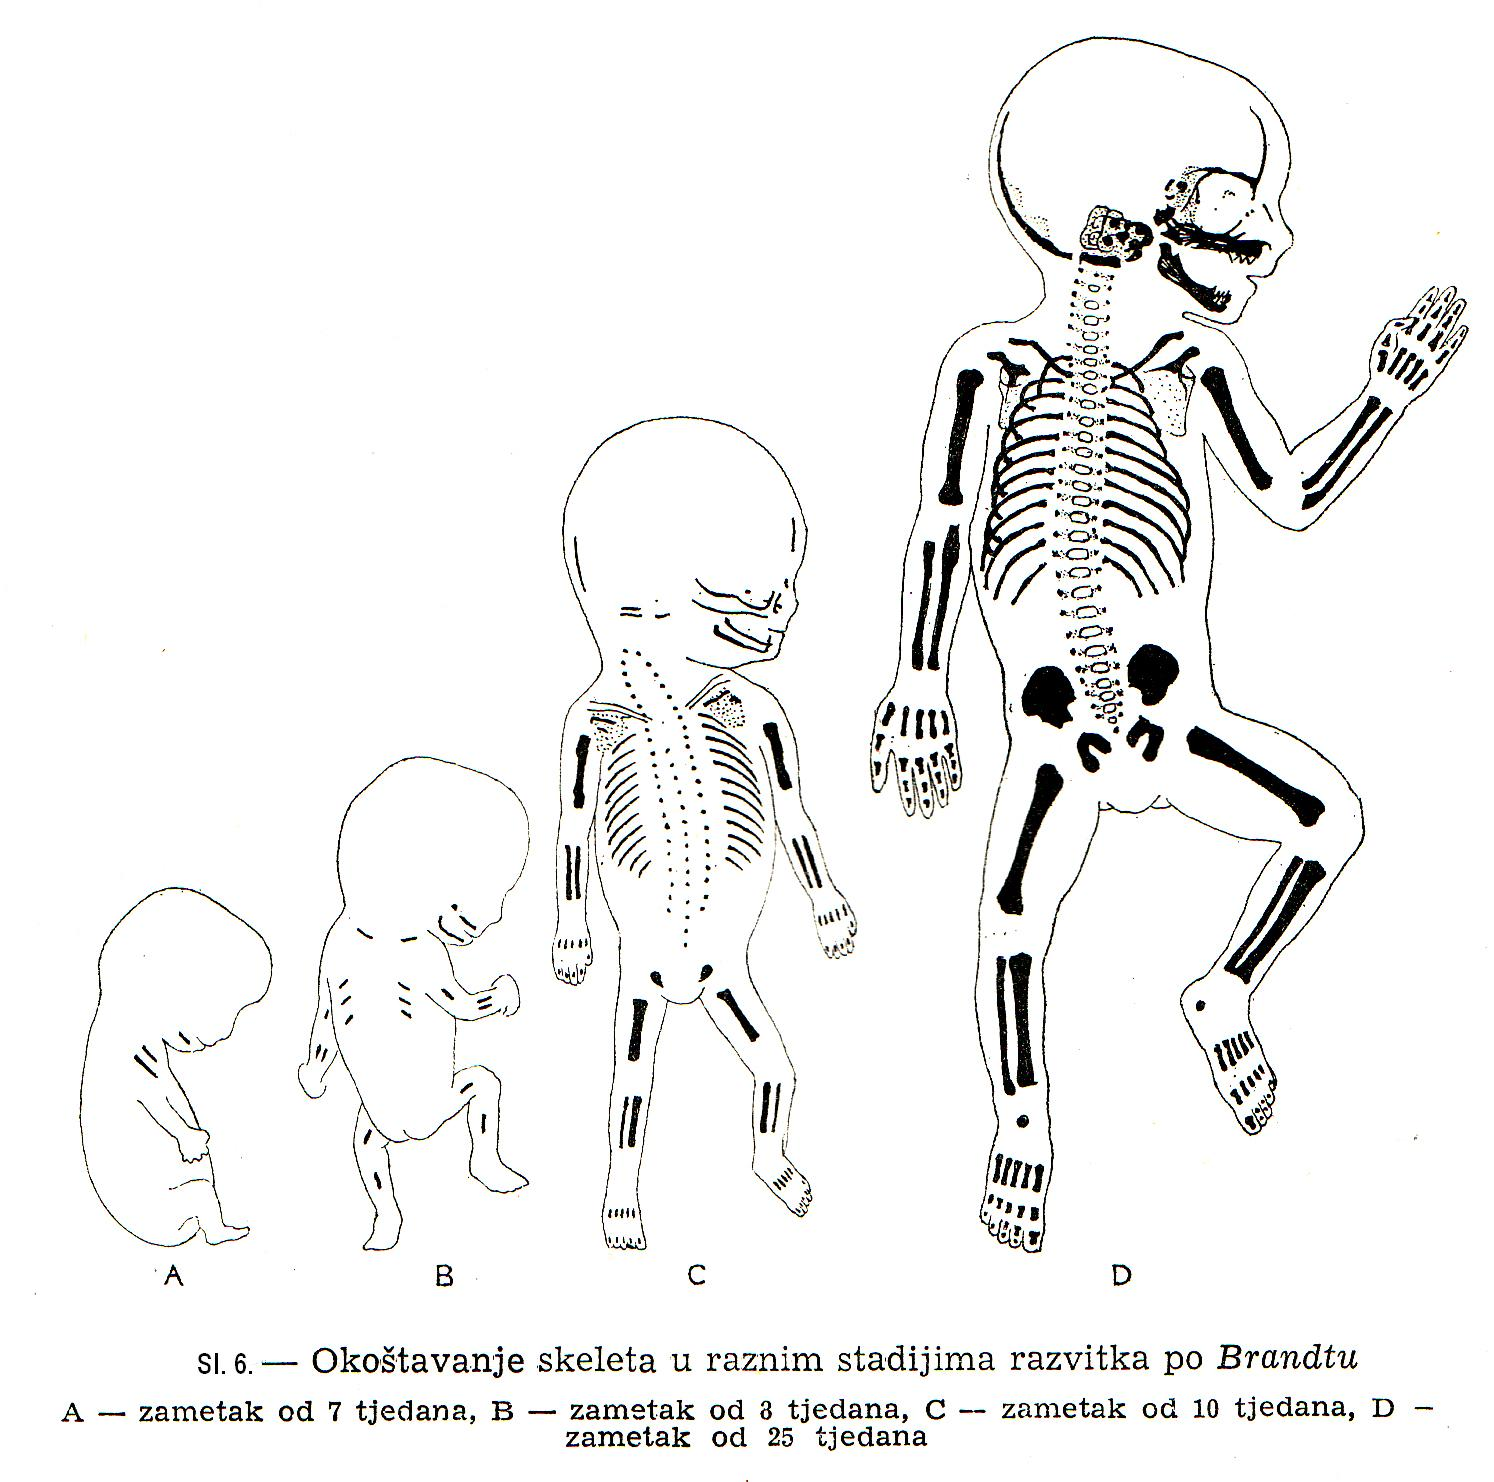 A B C D
Sl. 6. — Okoštavanje skeleta u raznim stadijima razvitka po Brandtu
A — zametak od 7 tjedana, B — zametak od 8 tjedana, C — zametak od 10 tjedana, D —
zametak od 25 tjedana